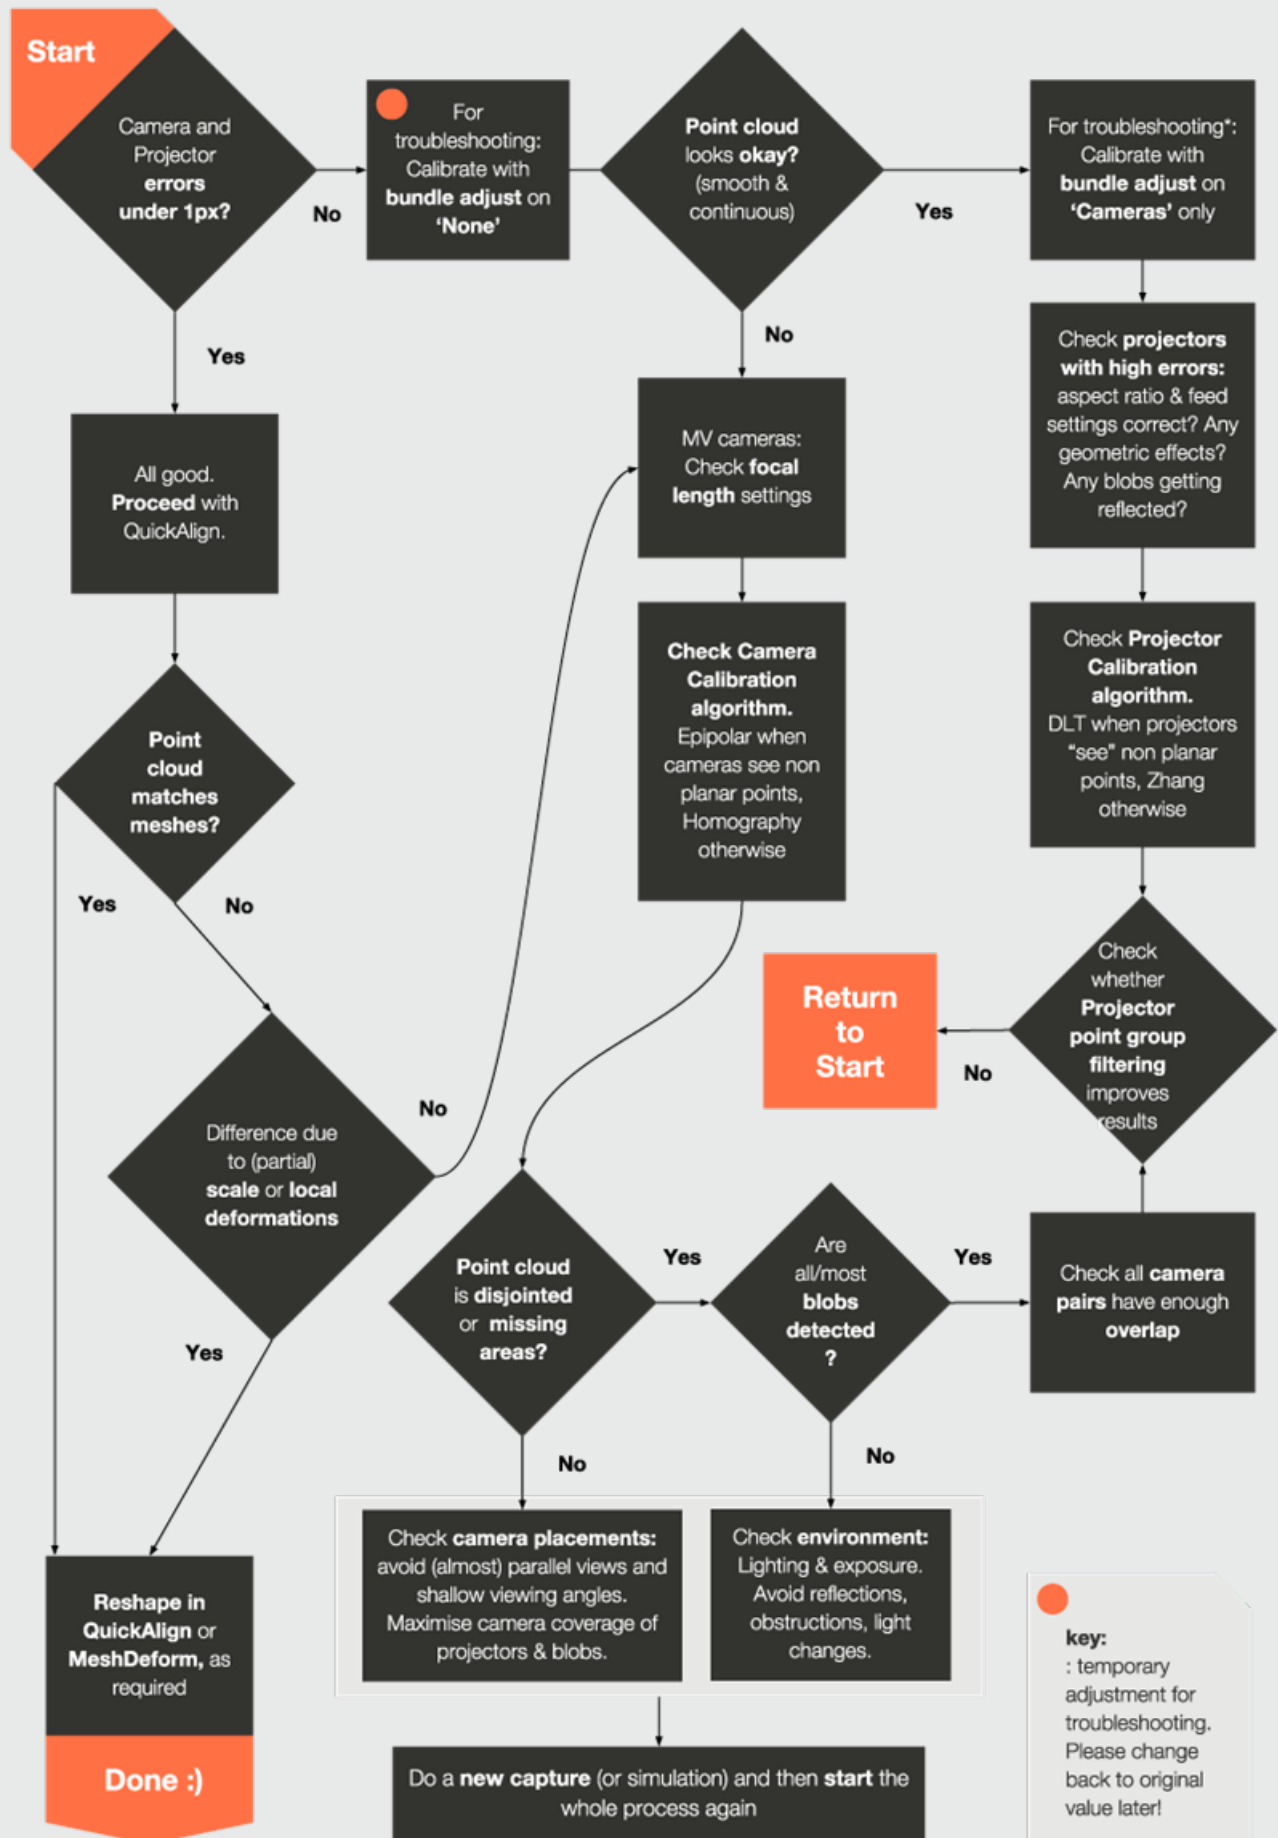 Start
Camera and
Projector
errors
under 1px?
No
For
troubleshooting:
Calibrate with
bundle adjust on
‘None’
Point cloud
looks okay?
(smooth &
continuous)
Yes
For troubleshooting*:
Calibrate with
bundle adjust on
‘Cameras’ only
Yes
No
Check projectors
with high errors:
aspect ratio & feed
settings correct? Any
geometric effects?
Any blobs getting
reflected?
All good.
Proceed with
QuickAlign.
MV cameras:
Check focal
length settings
Check Camera
Calibration
algorithm.
Epipolar when
cameras see non
planar points,
Homography
otherwise
Check Projector
Calibration
algorithm.
DLT when projectors
“see” non planar
points, Zhang
otherwise
Point
cloud
matches
meshes?
Yes
No
Check
whether
Projector
point group
filtering
improves
results
No
Return
to
Start
Difference due
to (partial)
scale or local
deformations
No
Yes
Point cloud
is disjointed
or missing
areas?
Yes
Are
all/most
blobs
detected
?
Yes
Check all camera
pairs have enough
overlap
No
No
Check camera placements:
avoid (almost) parallel views and
shallow viewing angles.
Maximise camera coverage of
projectors & blobs.
Check environment:
Lighting & exposure.
Avoid reflections,
obstructions, light
changes.
Reshape in
QuickAlign or
MeshDeform, as
required
Done :)
Do a new capture (or simulation) and then start the
whole process again
key:
: temporary
adjustment for
troubleshooting.
Please change
back to original
value later!